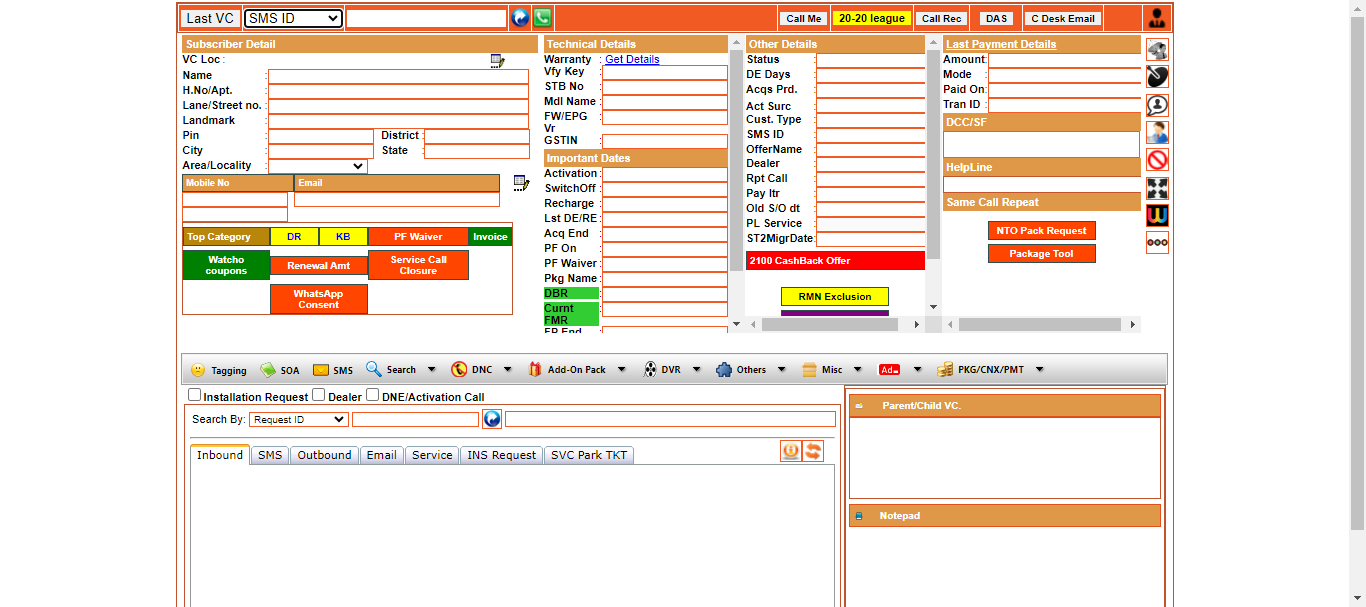 Last VC SMS ID Call Me 20-20 league Call Rec DAS C Desk Email
Subscriber Detail
VC Loc :
Name :
H.No/Apt. :
Lane/Street no. :
Landmark :
Pin : District :
City : State :
Area/Locality :
Mobile No Email
Top Category DR KB PF Waiver Invoice
Watcho coupons
Renewal Amt
Service Call Closure
WhatsApp Consent
Technical Details
Warranty : Get Details
Vfy Key :
STB No :
Mdl Name :
FW/EPG :
Vr
GSTIN :
Important Dates
Activation :
SwitchOff :
Recharge :
Lst DE/RE :
Acq End :
PF On :
PF Waiver :
Pkg Name :
DBR :
Curnt FMR :
FP End :
Other Details
Status :
DE Days :
Acqs Prd. :
Act Surc :
Cust. Type :
SMS ID :
OfferName :
Dealer :
Rpt Call :
Pay Itr :
Old S/O dt :
PL Service :
ST2MigrDate:
2100 CashBack Offer
RMN Exclusion
Last Payment Details
Amount:
Mode :
Paid On:
Tran ID :
DCC/SF
HelpLine
Same Call Repeat
NTO Pack Request
Package Tool
Tagging SOA SMS Search DNC Add-On Pack DVR Others Misc Ad PKG/CNX/PMT
Installation Request Dealer DNE/Activation Call
Search By: Request ID
Inbound SMS Outbound Email Service INS Request SVC Park TKT
Parent/Child VC.
Notepad